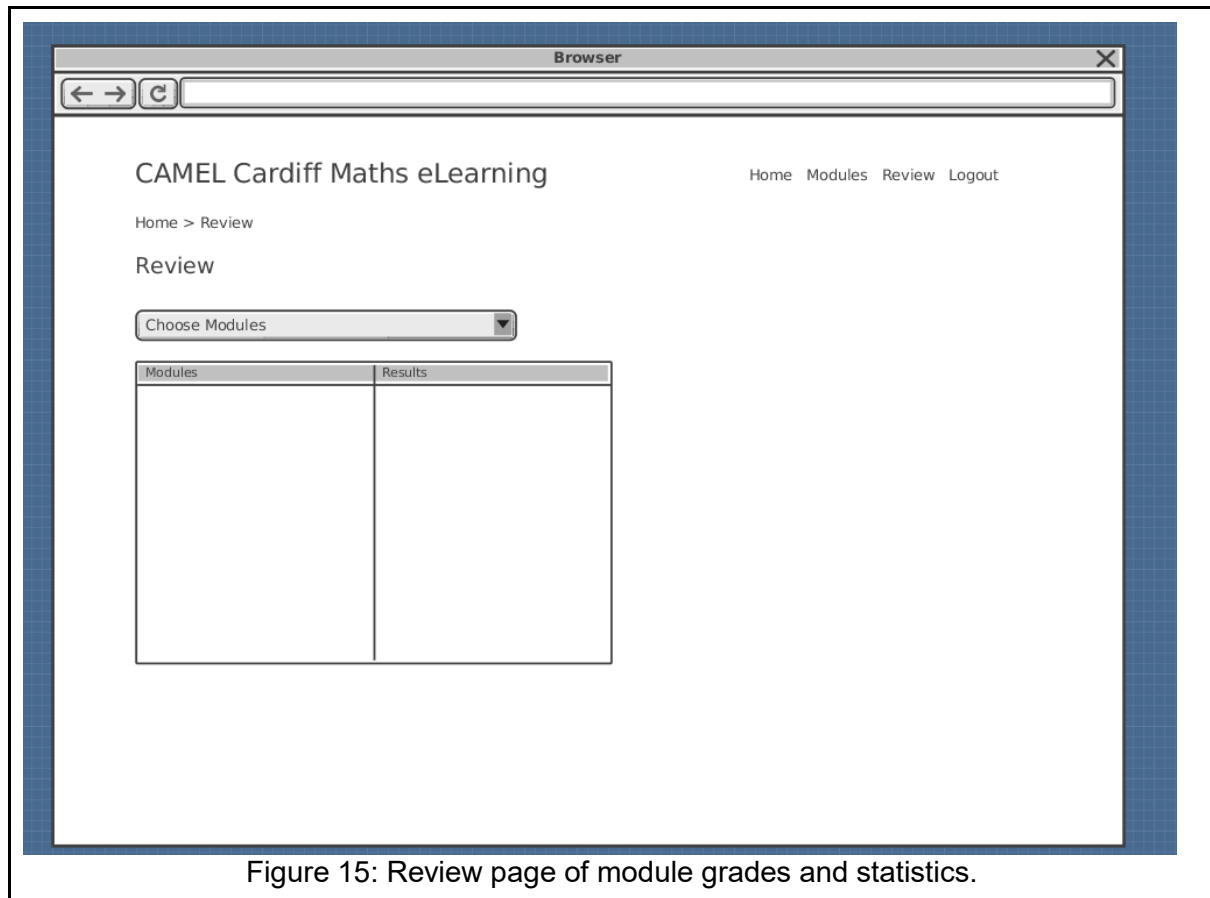 Browser
CAMEL Cardiff Maths eLearning
Home Modules Review Logout
Home > Review
Review
Choose Modules
Modules Results
Figure 15: Review page of module grades and statistics.